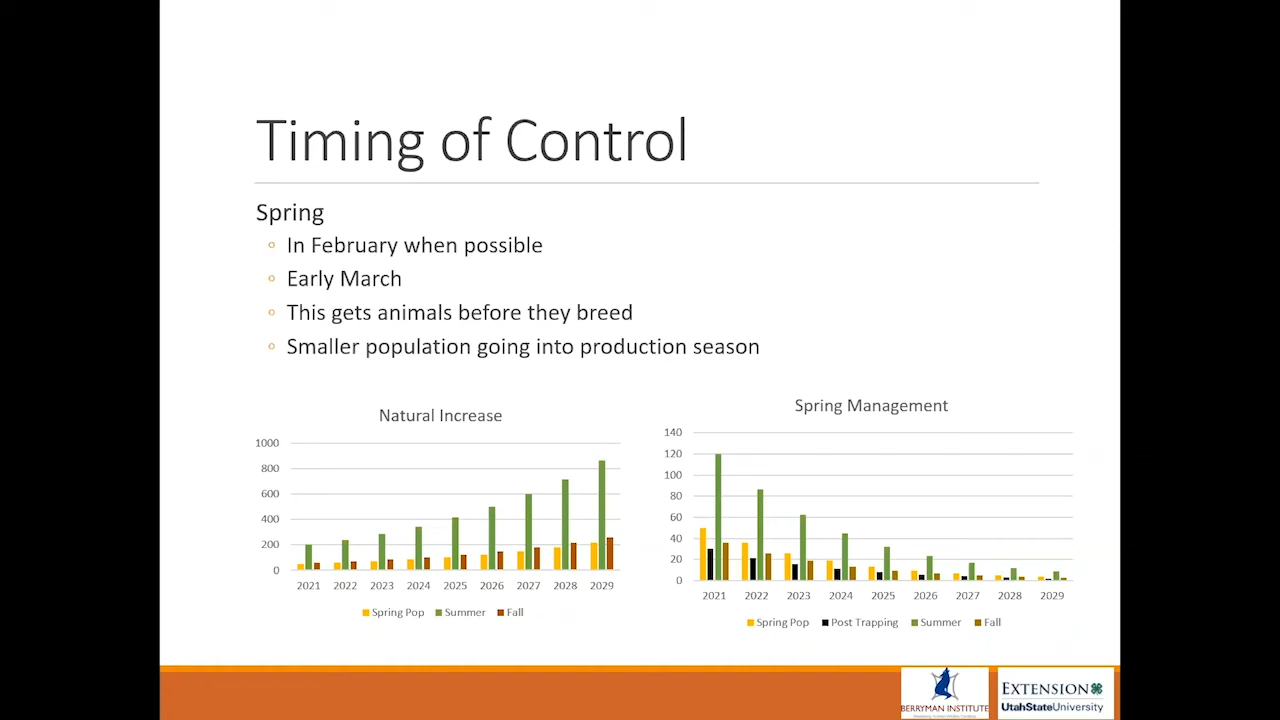 Timing of Control
Spring
In February when possible
Early March
This gets animals before they breed
Smaller population going into production season
Natural Increase
1000
800
600
400
200
0
2021 2022 2023 2024 2025 2026 2027 2028 2029
Spring Pop Summer Fall
Spring Management
140
120
100
80
60
40
20
0
2021 2022 2023 2024 2025 2026 2027 2028 2029
Spring Pop Post Trapping Summer Fall
BERRYMAN INSTITUTE
EXTENSION
UtahStateUniversity